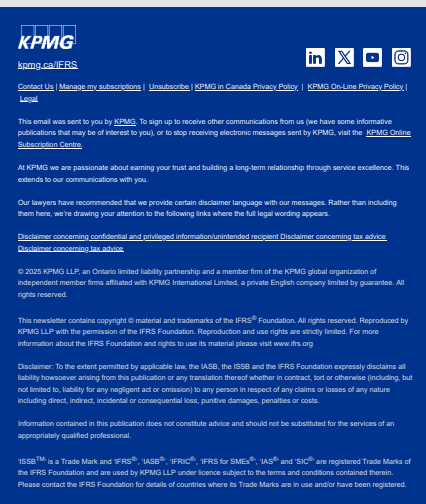 KPMG
kpmg.ca/IFRS
Contact Us | Manage my subscriptions | Unsubscribe | KPMG in Canada Privacy Policy | KPMG On-Line Privacy Policy |
Legal
This email was sent to you by KPMG. To sign up to receive other communications from us (we have some informative
publications that may be of interest to you), or to stop receiving electronic messages sent by KPMG, visit the KPMG Online
Subscription Centre.
At KPMG we are passionate about earning your trust and building a long-term relationship through service excellence. This
extends to our communications with you.
Our lawyers have recommended that we provide certain disclaimer language with our messages. Rather than including
them here, we're drawing your attention to the following links where the full legal wording appears.
Disclaimer concerning confidential and privileged information/unintended recipient Disclaimer concerning tax advice
Disclaimer concerning tax advice
© 2025 KPMG LLP, an Ontario limited liability partnership and a member firm of the KPMG global organization of
independent member firms affiliated with KPMG International Limited, a private English company limited by guarantee. All
rights reserved.
This newsletter contains copyright © material and trademarks of the IFRS® Foundation. All rights reserved. Reproduced by
KPMG LLP with the permission of the IFRS Foundation. Reproduction and use rights are strictly limited. For more
information about the IFRS Foundation and rights to use its material please visit www.ifrs.org
Disclaimer: To the extent permitted by applicable law, the IASB, the ISSB and the IFRS Foundation expressly disclaims all
liability howsoever arising from this publication or any translation thereof whether in contract, tort or otherwise (including, but
not limited to, liability for any negligent act or omission) to any person in respect of any claims or losses of any nature
including direct, indirect, incidental or consequential loss, punitive damages, penalties or costs.
Information contained in this publication does not constitute advice and should not be substituted for the services of an
appropriately qualified professional.
'ISSB™' is a Trade Mark and 'IFRS®', 'IASB®', 'IFRIC®', 'IFRS for SMEs®', 'IAS®' and 'SIC®' are registered Trade Marks of
the IFRS Foundation and are used by KPMG LLP under licence subject to the terms and conditions contained therein.
Please contact the IFRS Foundation for details of countries where its Trade Marks are in use and/or have been registered.